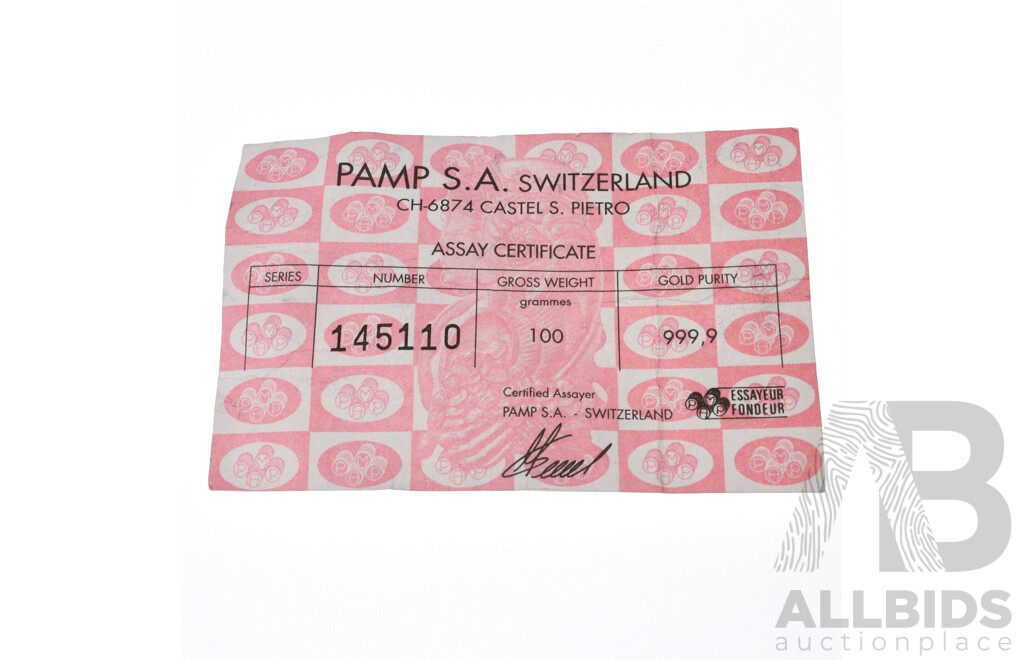 PAMP S.A. SWITZERLAND
CH-6874 CASTEL S. PIETRO
ASSAY CERTIFICATE
SERIES NUMBER GROSS WEIGHT GOLD PURITY
grammes
145110 100 999,9
Certified Assayer
PAMP S.A. - SWITZERLAND
ESSAYEUR
FONDEUR
AB
ALLBIDS
auctionplace